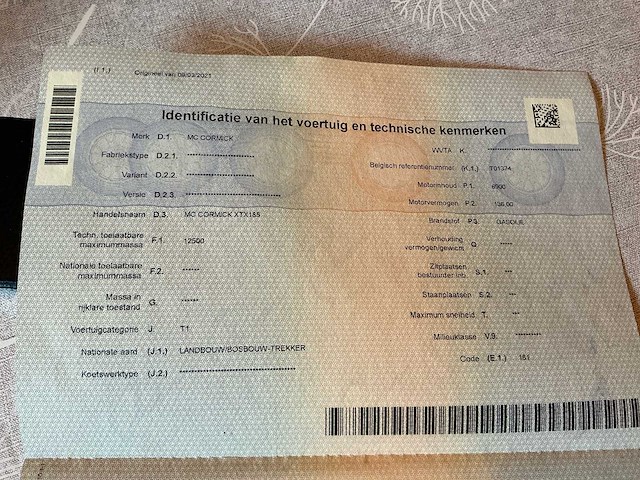 (I.1.) Origineel van 09/03/2021
Identificatie van het voertuig en technische kenmerken
Merk D.1. MC CORMICK
Fabriekstype D.2.1. **********************
Variant D.2.2. **********************
Versie D.2.3. ******************************
Handelsnaam D.3. MC CORMICK XTX185
Techn. toelaatbare
maximummassa F.1. 12500
Nationale toelaatbare
maximummassa F.2. ******
Massa in
rijklare toestand G. ******
Voertuigcategorie J. T1
Nationale aard (J.1.) LANDBOUW/BOSBOUW-TREKKER
Koetswerktype (J.2.) ****************************************
WVTA K. ******************************
Belgisch referentienummer (K.1.)
Motorinhoud P.1.
Motorvermogen P.2.
Brandstof P.3. GASOLIE
Verhouding
vermogen/gewicht Q *****
Zitplaatsen
bestuurder inb. S.1. ***
Staanplaatsen S.2. ***
Maximum snelheid T. ***
Milieuklasse V.9. **********
Code (E.1.) 181